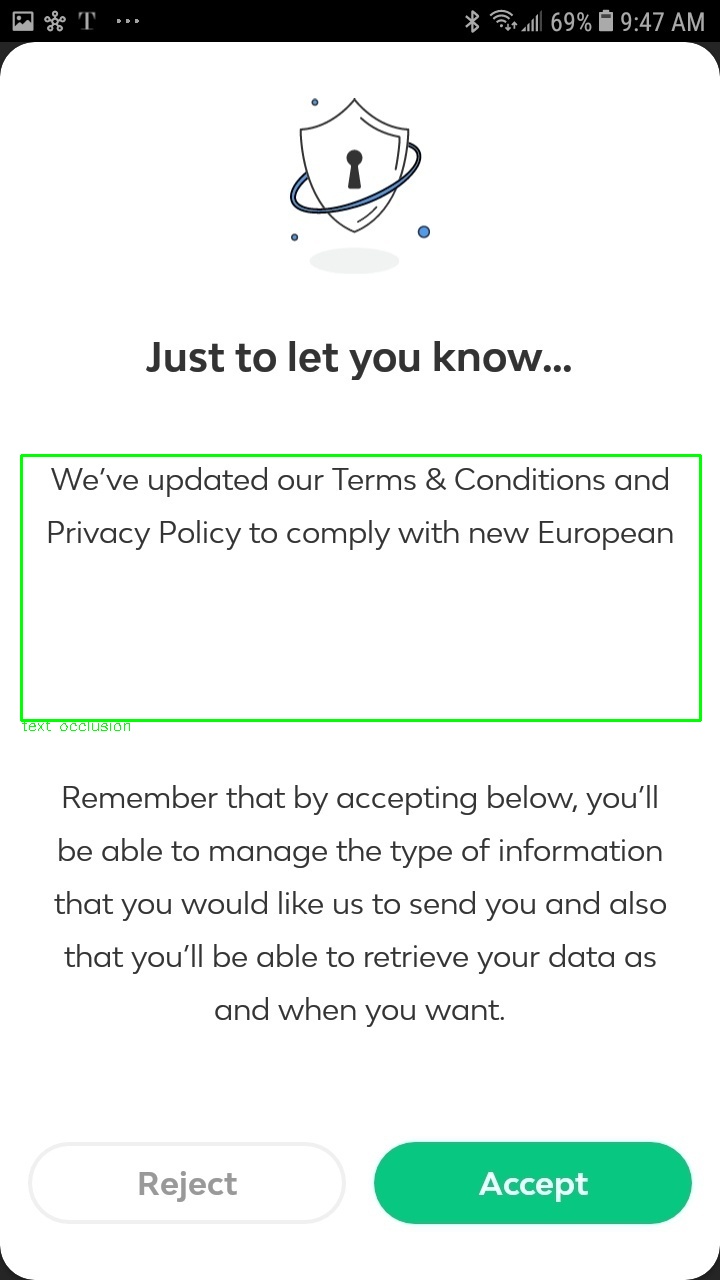 T ... 69% 9:47 AM
Just to let you know...
We've updated our Terms & Conditions and
Privacy Policy to comply with new European
text occlusion
Remember that by accepting below, you'll
be able to manage the type of information
that you would like us to send you and also
that you'll be able to retrieve your data as
and when you want.
Reject
Accept